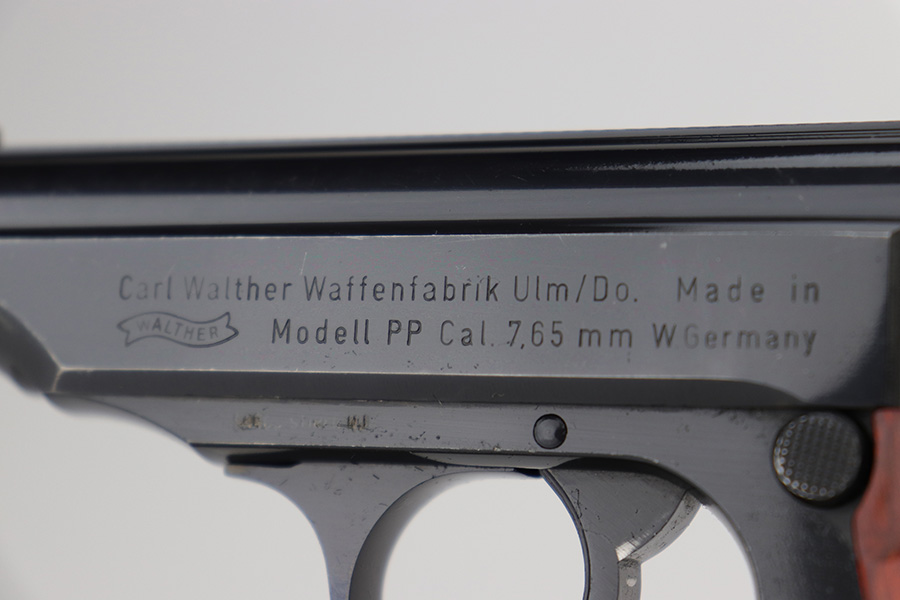 Carl Walther Waffenfabrik Ulm/Do. Made in
WALTHER Modell PP Cal. 7,65 mm W.Germany